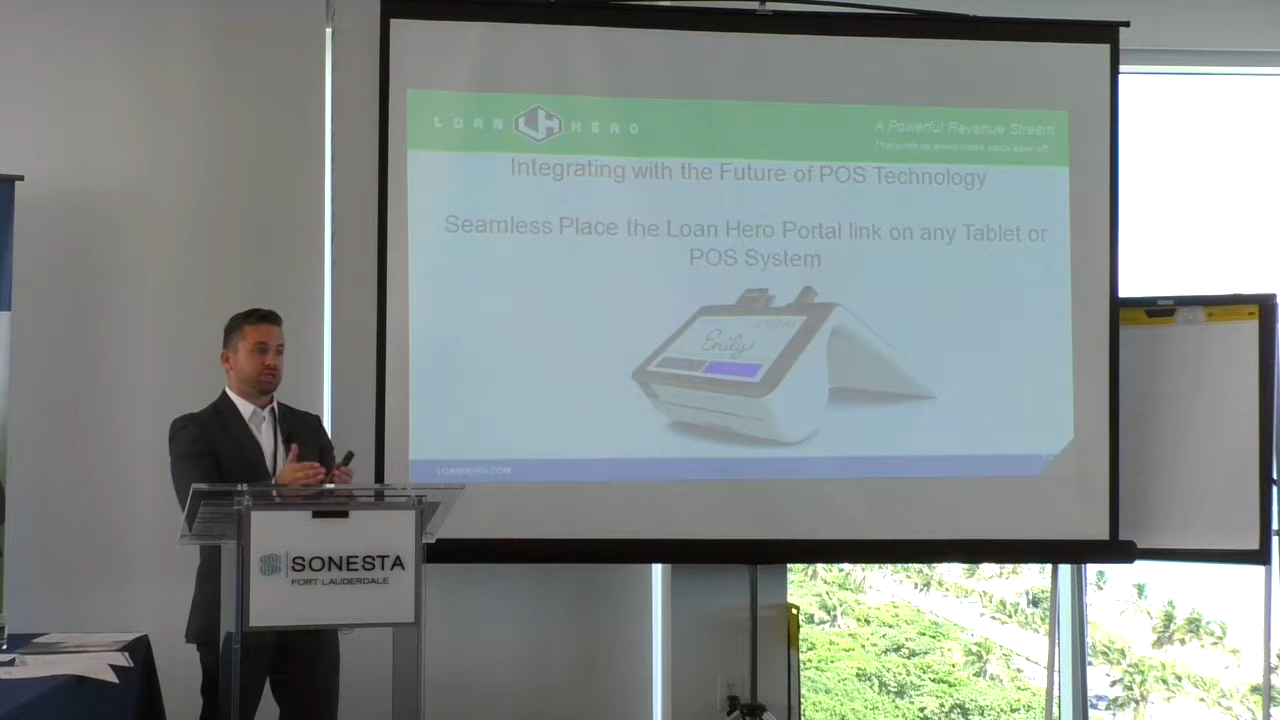 LOAN LH HERO
A Powerful Revenue Stream
Integrating with the Future of POS Technology
Seamless Place the Loan Hero Portal link on any Tablet or
POS System
Emily
LOANHERO.COM
SONESTA
FORT LAUDERDALE